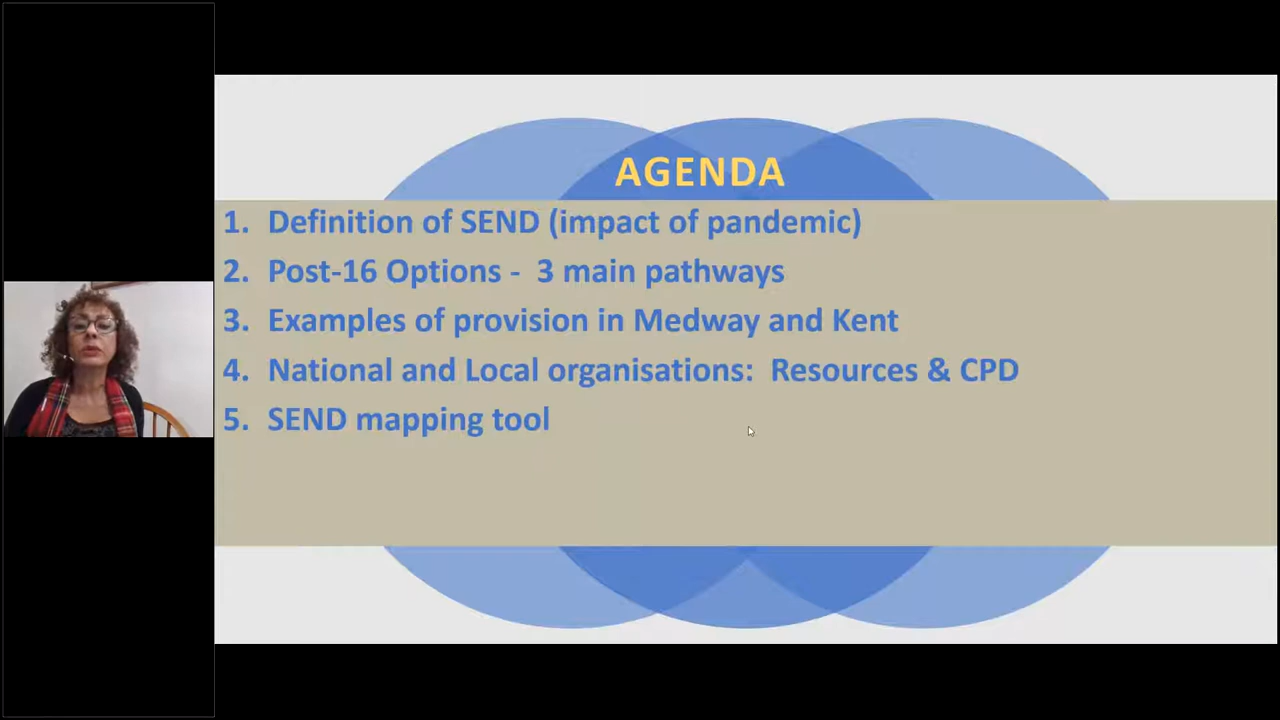 AGENDA
1. Definition of SEND (impact of pandemic)
2. Post-16 Options - 3 main pathways
3. Examples of provision in Medway and Kent
4. National and Local organisations: Resources & CPD
5. SEND mapping tool